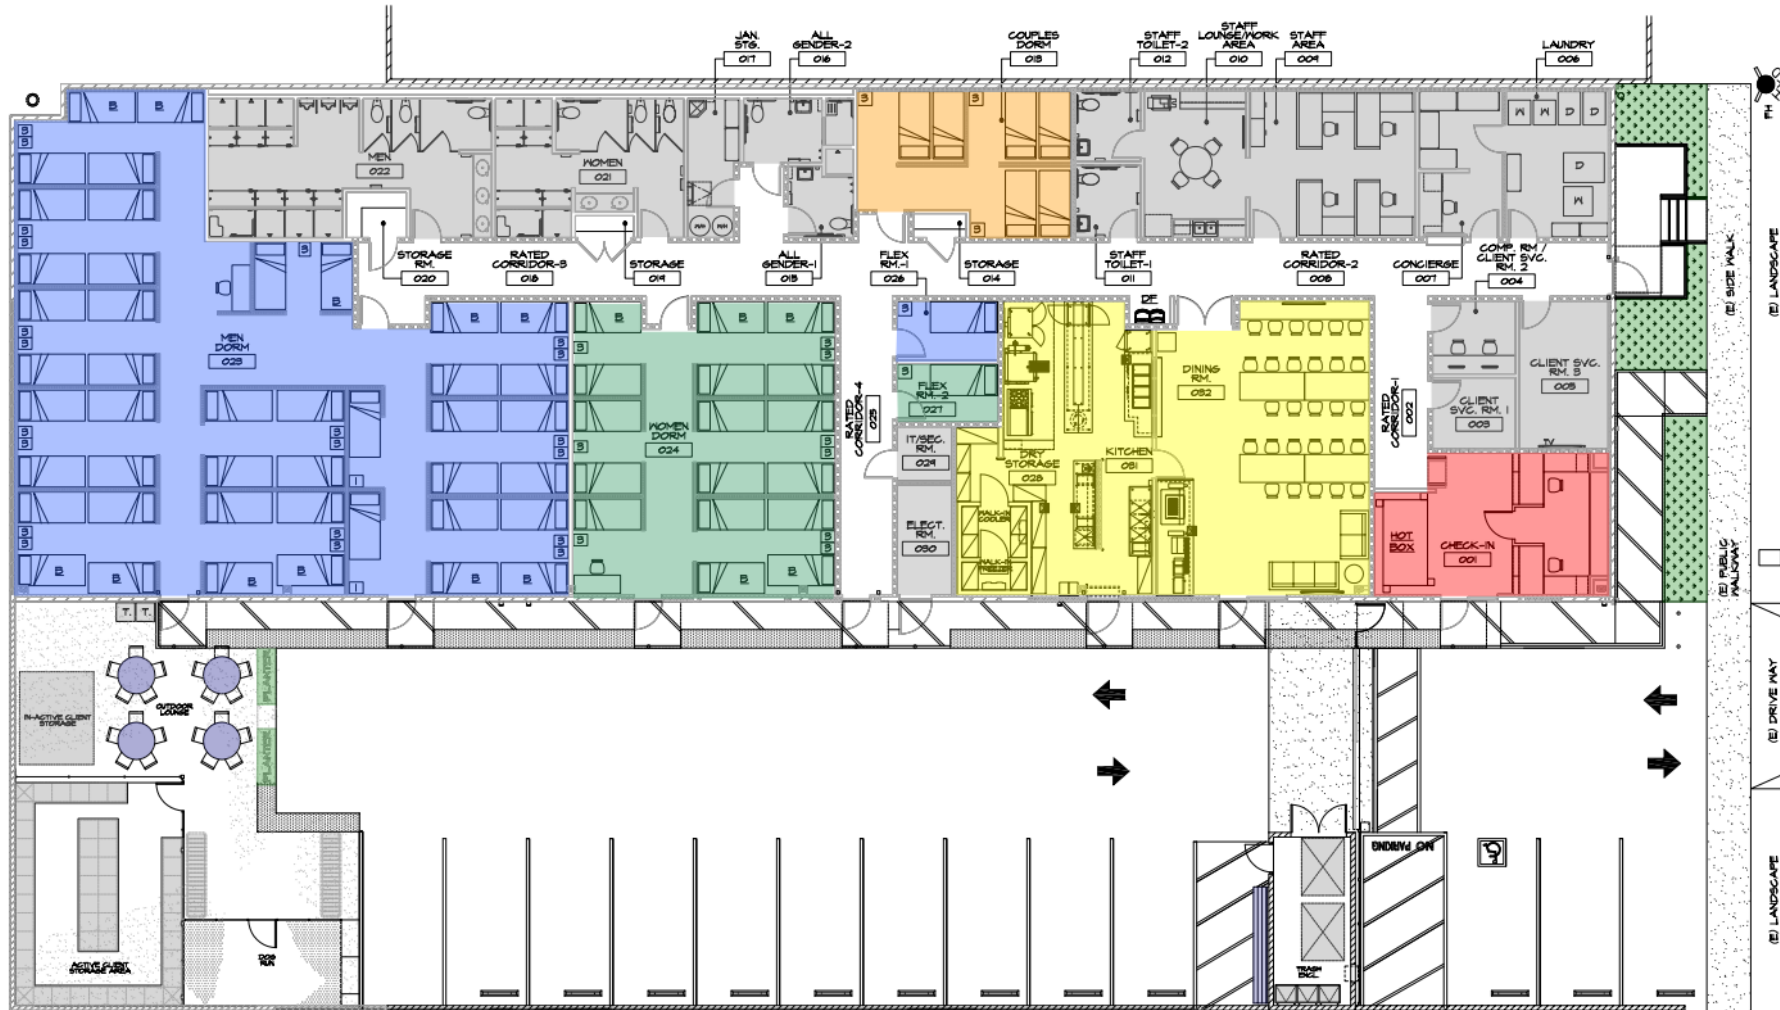 JAN.
STG.
017
ALL
GENDER-2
016
COUPLES
DORM
013
STAFF
TOILET-2
012
STAFF
LOUNGE/WORK
AREA
010
STAFF
AREA
009
LAUNDRY
006
FH
MEN
022
WOMEN
021
STORAGE
RM.
020
RATED
CORRIDOR-3
018
STORAGE
019
ALL
GENDER-1
015
FLEX
RM.-1
026
STORAGE
014
STAFF
TOILET-1
011
RATED
CORRIDOR-2
008
CONCIERGE
007
COMP. RM /
CLIENT SVC.
RM. 2
004
(E) SIDE WALK
(E) LANDSCAPE
DF
MEN
DORM
023
WOMEN
DORM
024
RATED
CORRIDOR-4
025
FLEX
RM.-2
027
IT/SEC.
RM.
029
ELECT.
RM.
030
DRY
STORAGE
028
WALK-IN
COOLER
WALK-IN
FREEZER
KITCHEN
031
DINING
RM.
032
RATED
CORRIDOR-1
002
CLIENT
SVC. RM. 1
003
CLIENT SVC.
RM. 3
005
TV
HOT
BOX
CHECK-IN
001
(E) PUBLIC
WALKWAY
T. T.
IN-ACTIVE CLIENT
STORAGE
OUTDOOR
LOUNGE
PLANTER
PLANTER
(E) DRIVE WAY
ACTIVE CLIENT
STORAGE AREA
DOG
RUN
TRASH
ENCL.
NO PARKING
(E) LANDSCAPE